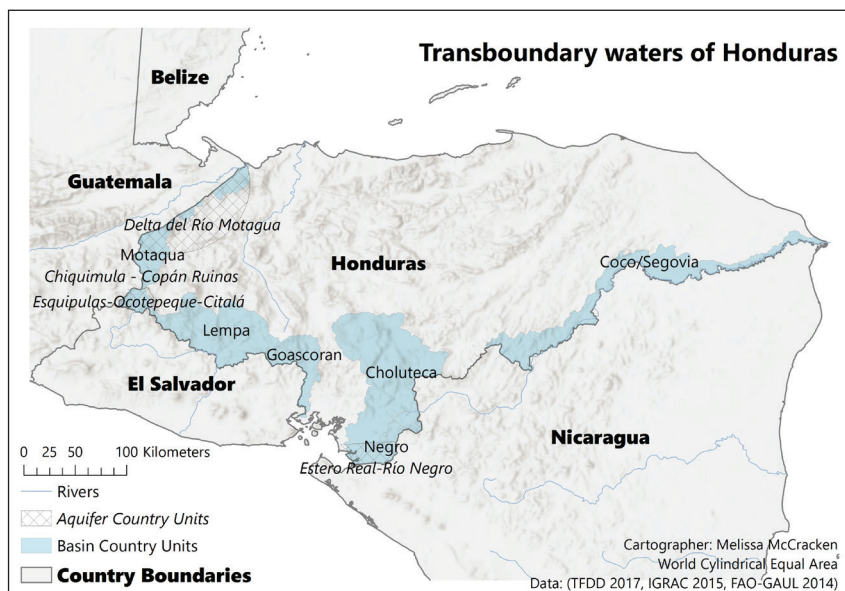 Transboundary waters of Honduras
Belize
Guatemala
Delta del Río Motagua
Motaqua
Honduras
Coco/Segovia
Chiquimula - Copán Ruinas
Esquipulas-Ocotepeque-Citalá
Lempa
Goascoran
Choluteca
El Salvador
Negro
Nicaragua
Estero Real-Río Negro
0 25 50 100 Kilometers
Rivers
Aquifer Country Units
Basin Country Units
Country Boundaries
Cartographer: Melissa McCracken
World Cylindrical Equal Area
Data: (TFDD 2017, IGRAC 2015, FAO-GAUL 2014)